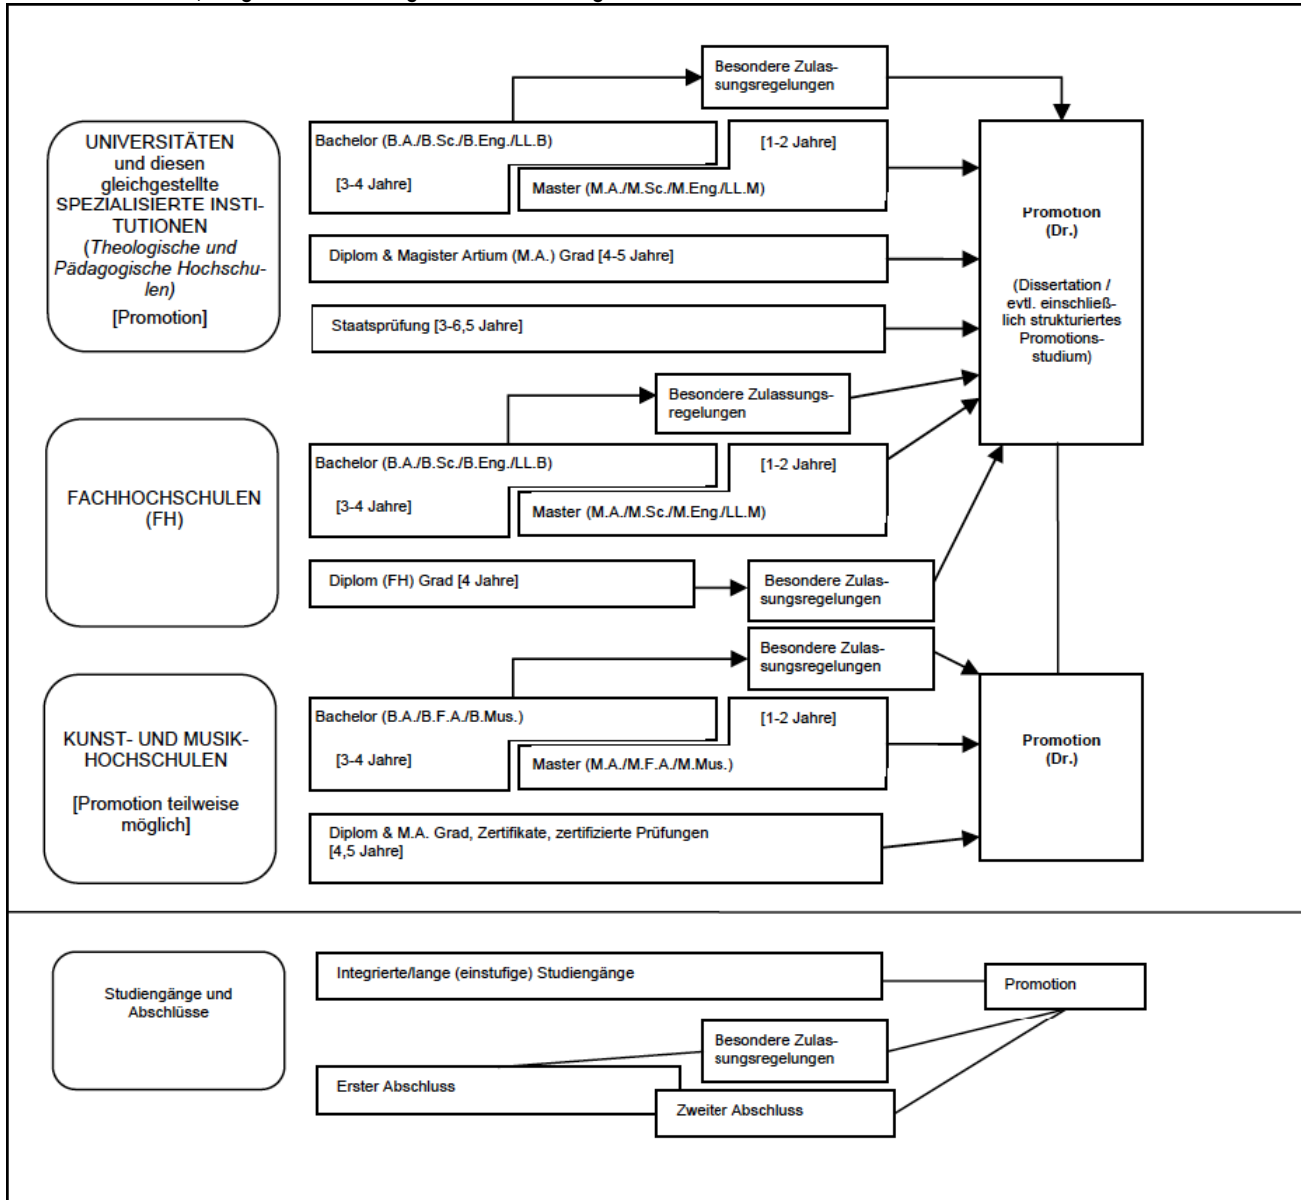 Besondere Zulas-
sungsregelungen
UNIVERSITÄTEN
und diesen
gleichgestellte
SPEZIALISIERTE INSTI-
TUTIONEN
(Theologische und
Pädagogische Hochschu-
len)
[Promotion]
Bachelor (B.A./B.Sc./B.Eng./LL.B)
[3-4 Jahre]
[1-2 Jahre]
Master (M.A./M.Sc./M.Eng./LL.M)
Diplom & Magister Artium (M.A.) Grad [4-5 Jahre]
Staatsprüfung [3-6,5 Jahre]
Promotion
(Dr.)
(Dissertation /
evtl. einschließ-
lich strukturiertes
Promotions-
studium)
Besondere Zulassungs-
regelungen
FACHHOCHSCHULEN
(FH)
Bachelor (B.A./B.Sc./B.Eng./LL.B)
[3-4 Jahre]
[1-2 Jahre]
Master (M.A./M.Sc./M.Eng./LL.M)
Diplom (FH) Grad [4 Jahre]
Besondere Zulas-
sungsregelungen
Besondere Zulas-
sungsregelungen
KUNST- UND MUSIK-
HOCHSCHULEN
[Promotion teilweise
möglich]
Bachelor (B.A./B.F.A./B.Mus.)
[3-4 Jahre]
[1-2 Jahre]
Master (M.A./M.F.A./M.Mus.)
Diplom & M.A. Grad, Zertifikate, zertifizierte Prüfungen
[4,5 Jahre]
Promotion
(Dr.)
Studiengänge und
Abschlüsse
Integrierte/lange (einstufige) Studiengänge
Promotion
Besondere Zulas-
sungsregelungen
Erster Abschluss
Zweiter Abschluss